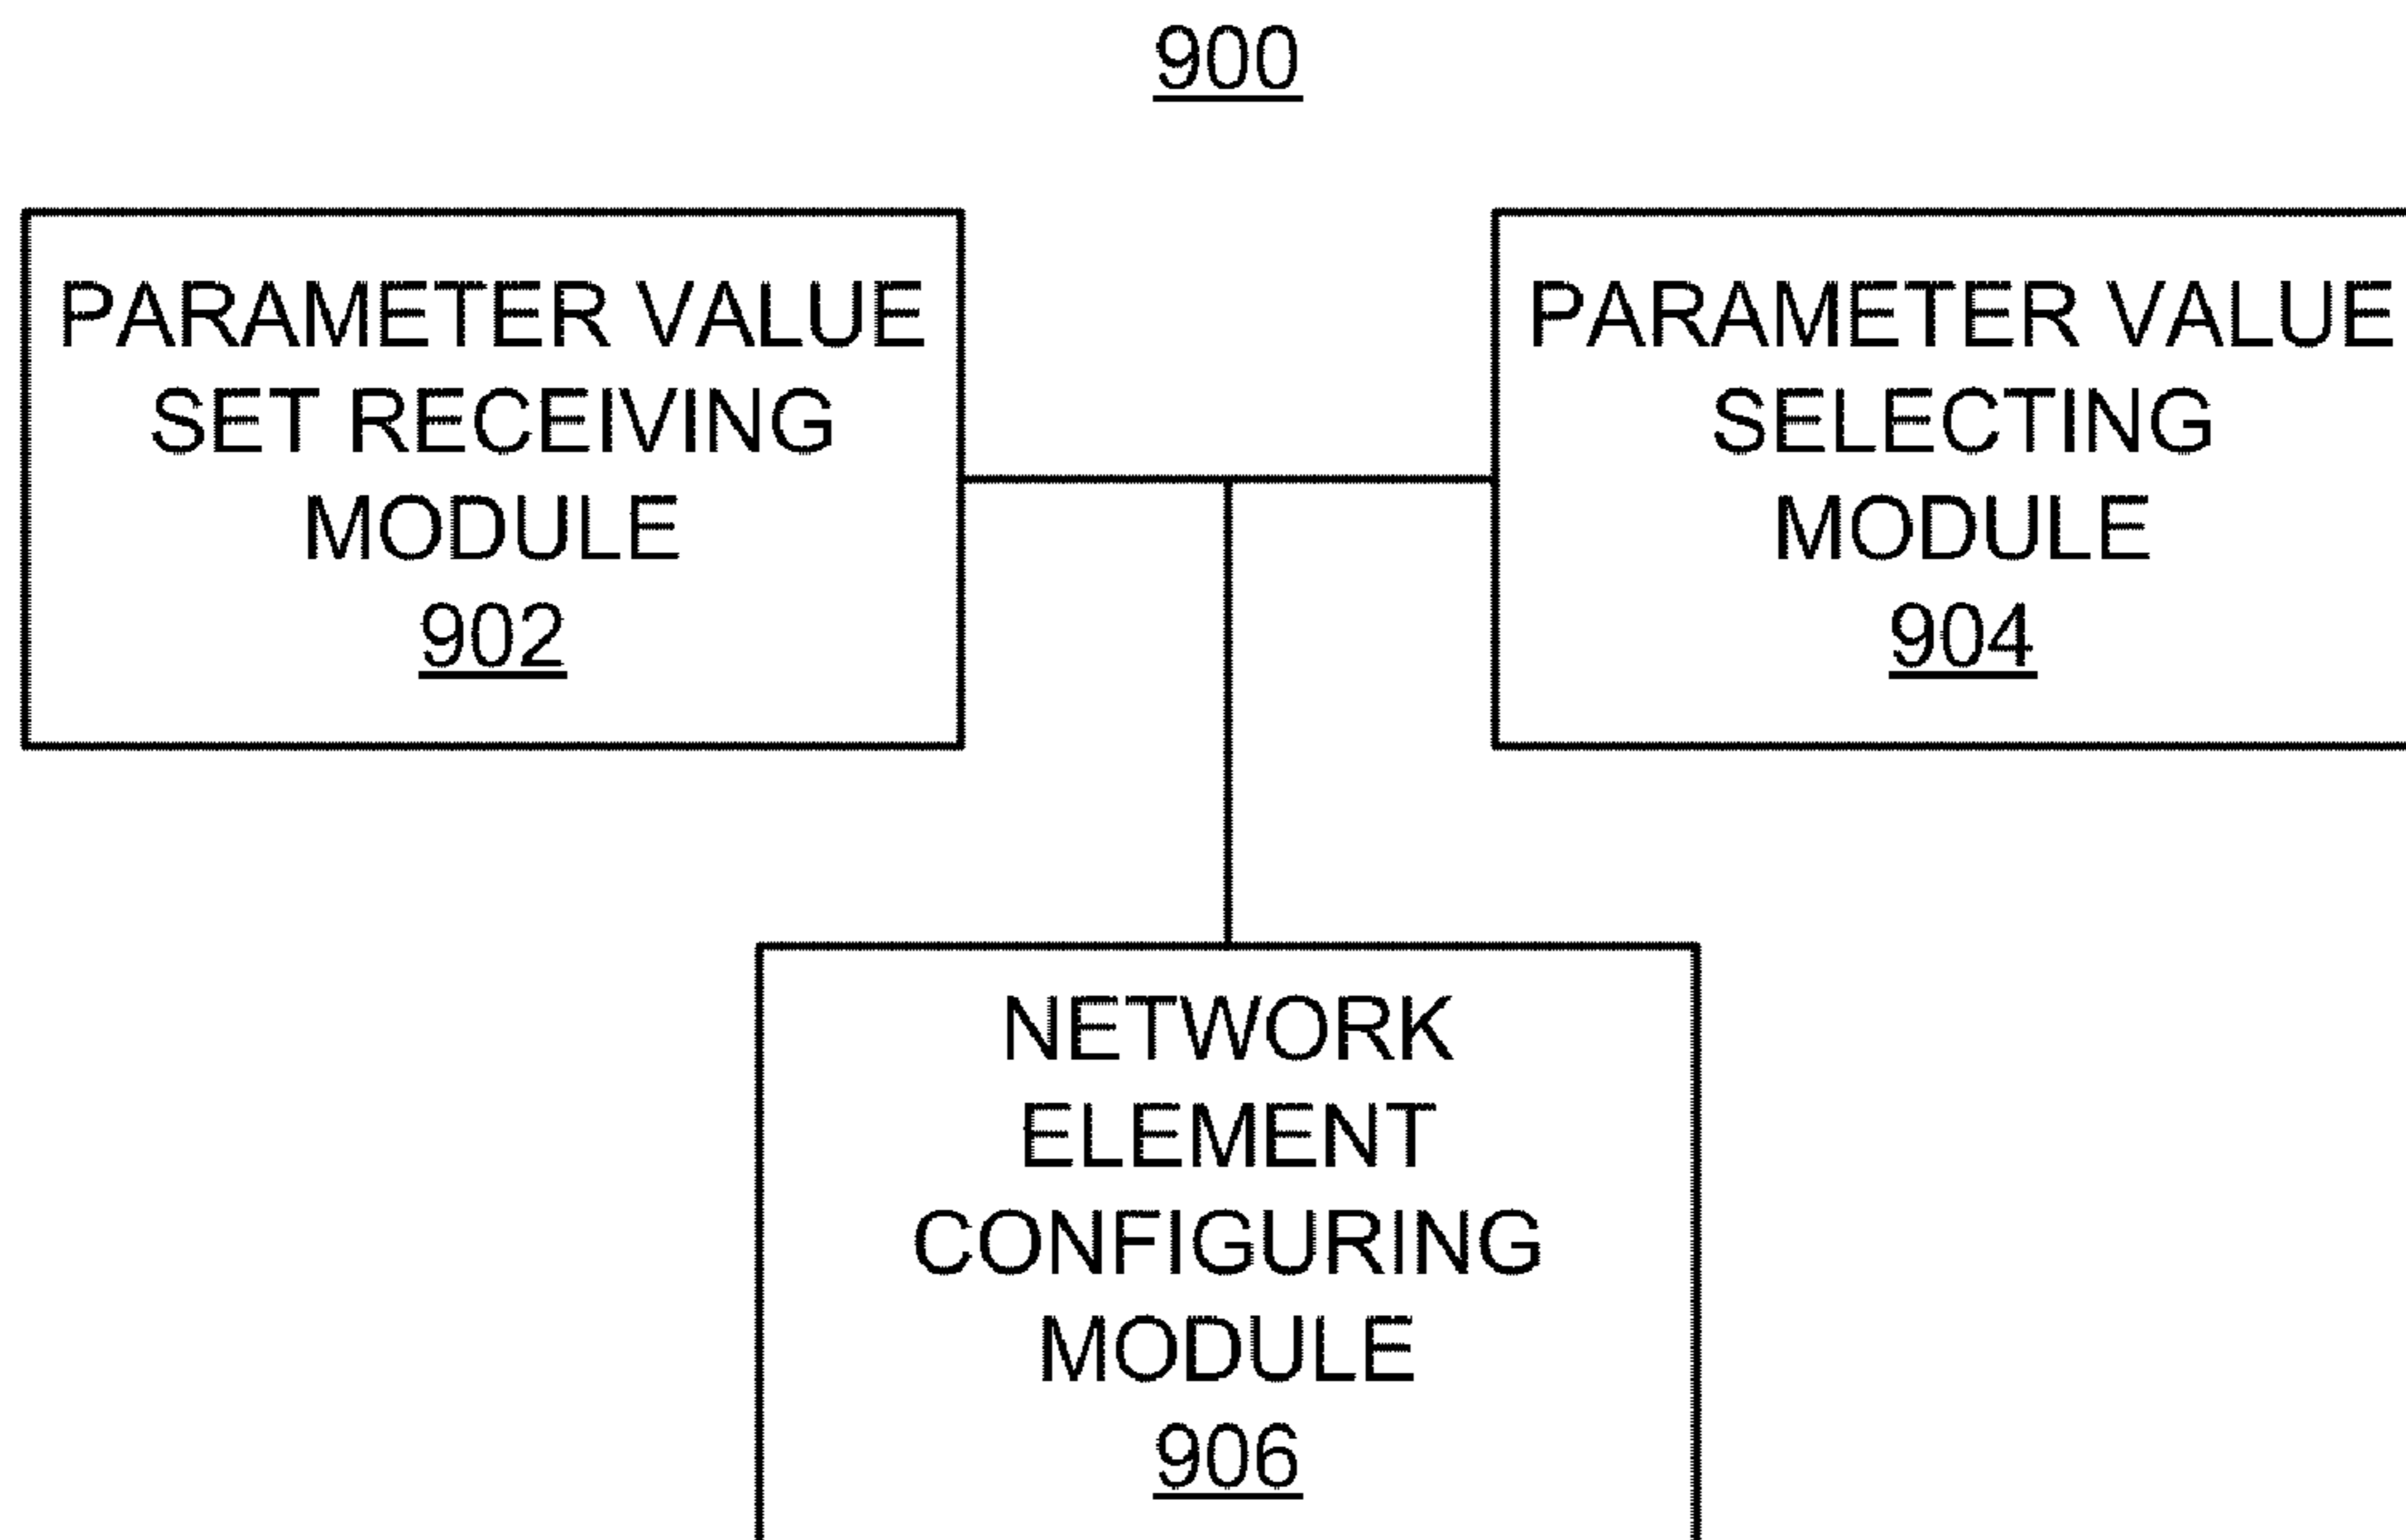 900
PARAMETER VALUE
SET RECEIVING
MODULE
902
PARAMETER VALUE
SELECTING
MODULE
904
NETWORK
ELEMENT
CONFIGURING
MODULE
906